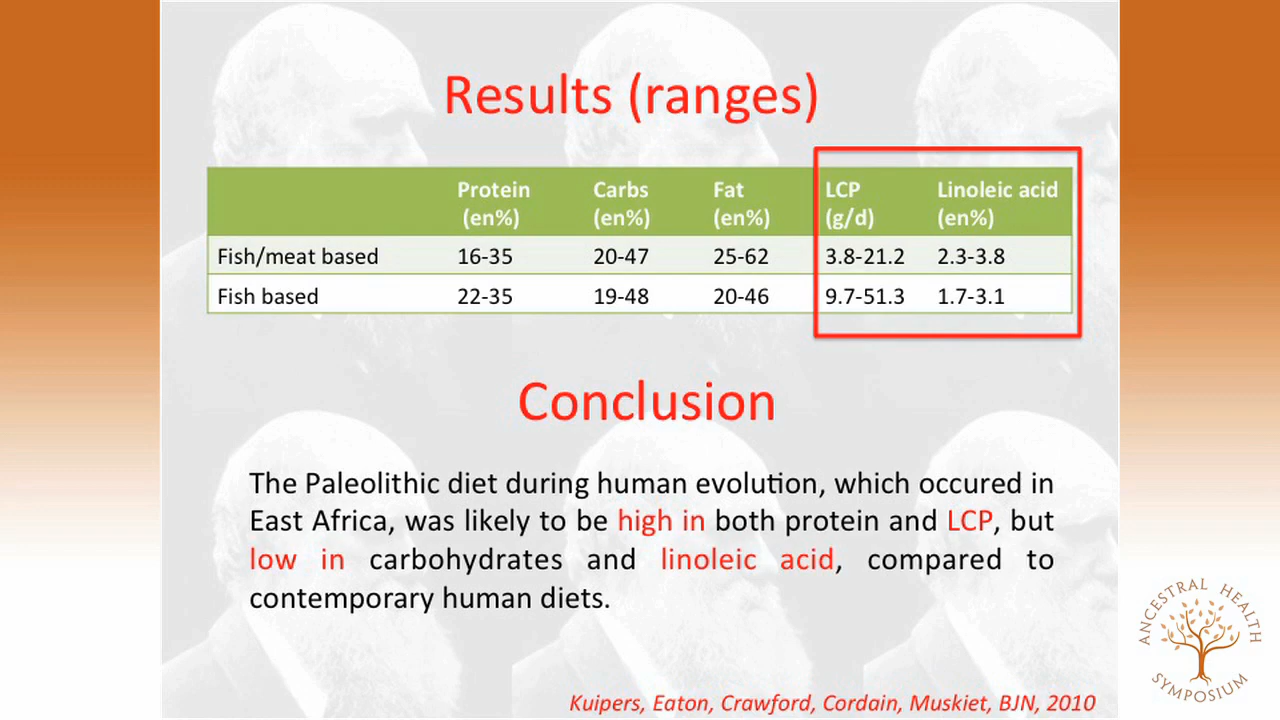 Results (ranges)
Protein (en%) Carbs (en%) Fat (en%) LCP (g/d) Linoleic acid (en%)
Fish/meat based 16-35 20-47 25-62 3.8-21.2 2.3-3.8
Fish based 22-35 19-48 20-46 9.7-51.3 1.7-3.1
Conclusion
The Paleolithic diet during human evolution, which occured in
East Africa, was likely to be high in both protein and LCP, but
low in carbohydrates and linoleic acid, compared to
contemporary human diets.
Kuipers, Eaton, Crawford, Cordain, Muskiet, BJN, 2010
ANCESTRAL HEALTH
SYMPOSIUM